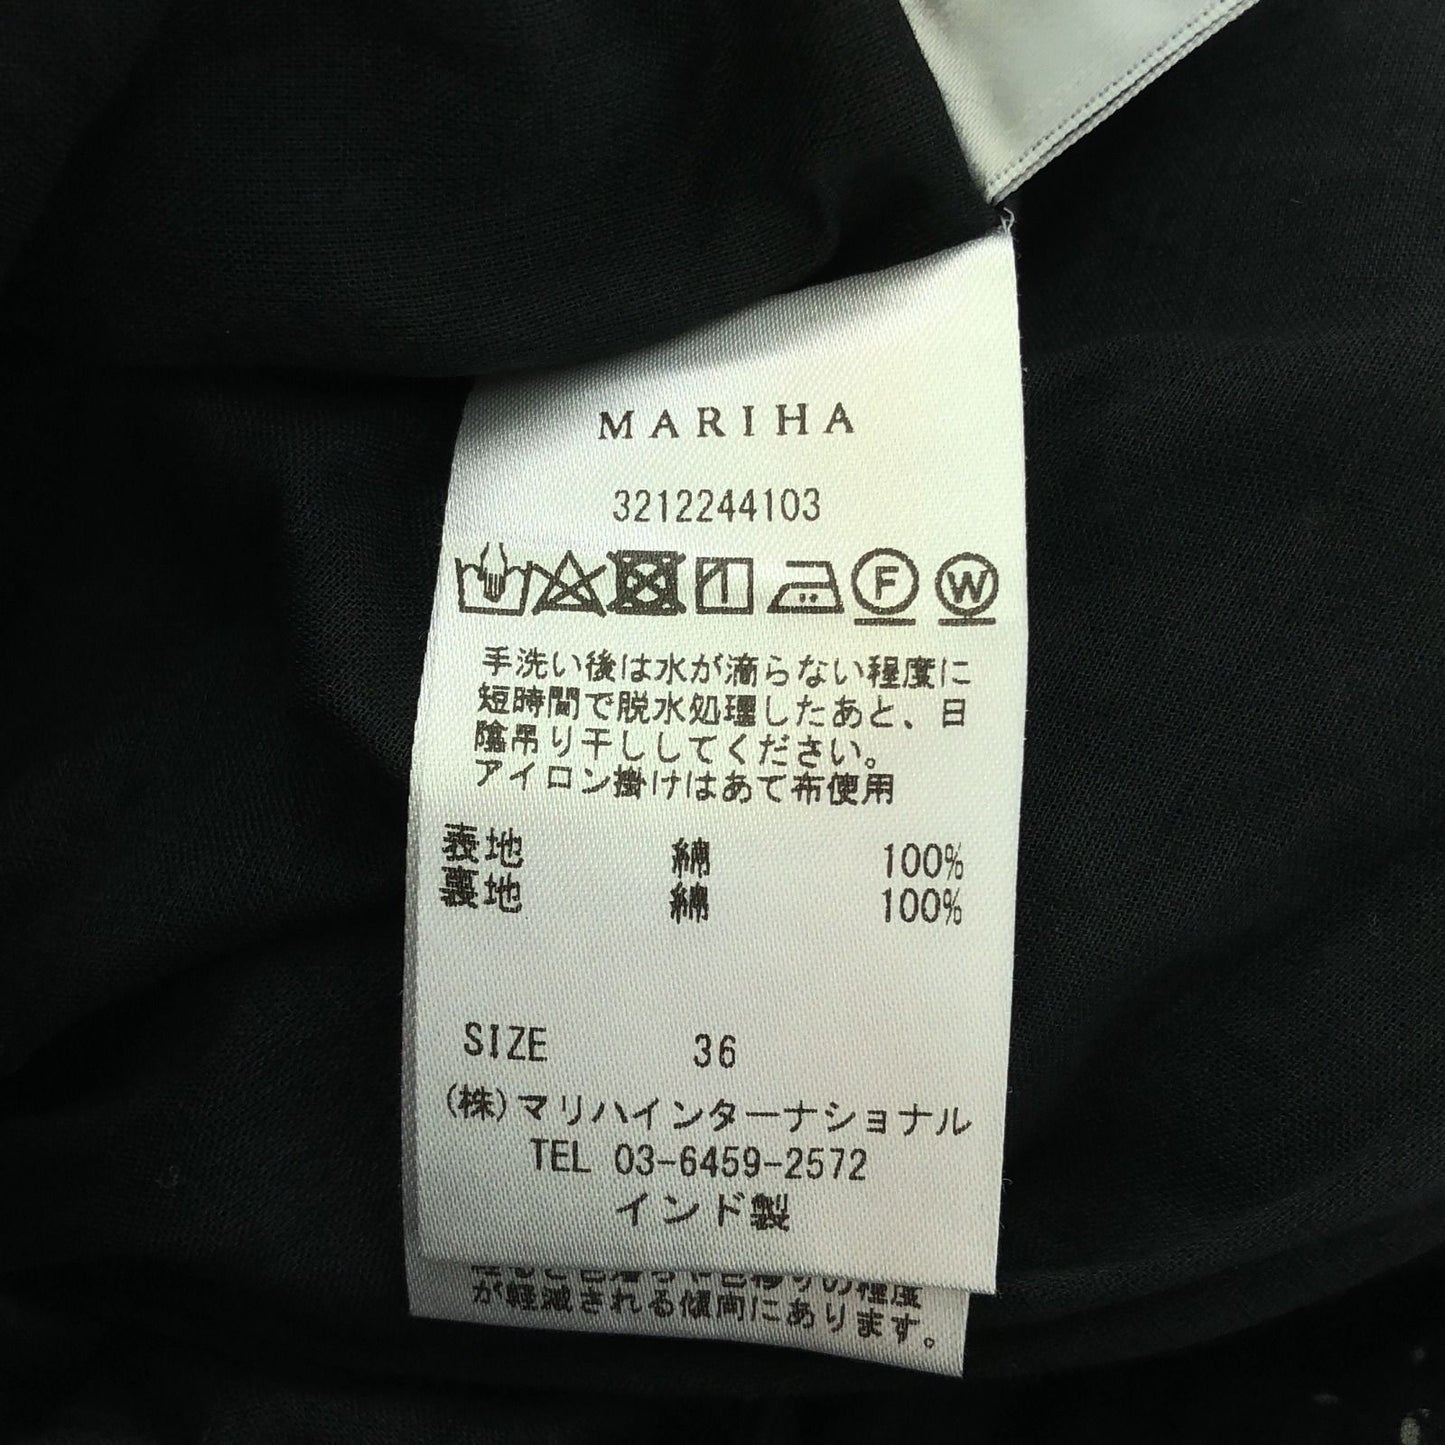 MARIHA
3212244103
F W
手洗い後は水が滴らない程度に
短時間で脱水処理したあと、日
陰吊り干ししてください。
アイロン掛けはあて布使用
表地 綿 100%
裏地 綿 100%
SIZE 36
(株)マリハインターナショナル
TEL 03-6459-2572
インド製
程度
が軽減される傾向にあります。